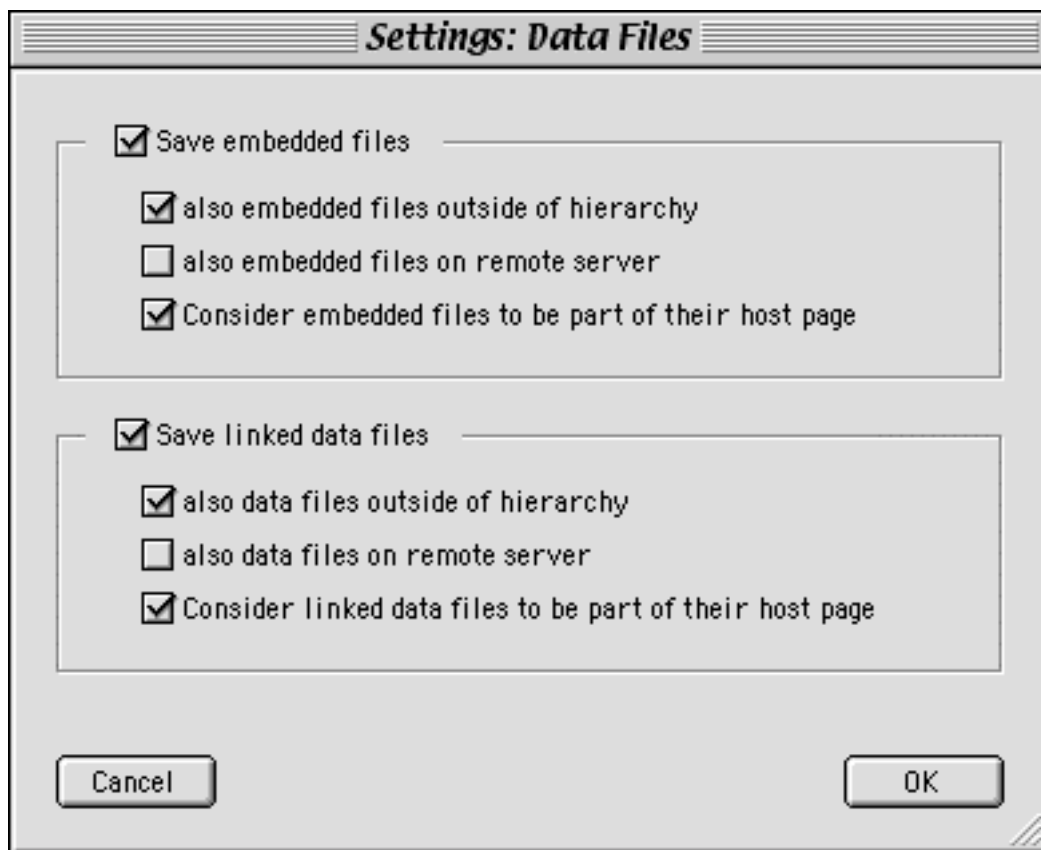 Settings: Data Files
Save embedded files
also embedded files outside of hierarchy
also embedded files on remote server
Consider embedded files to be part of their host page
Save linked data files
also data files outside of hierarchy
also data files on remote server
Consider linked data files to be part of their host page
Cancel
OK